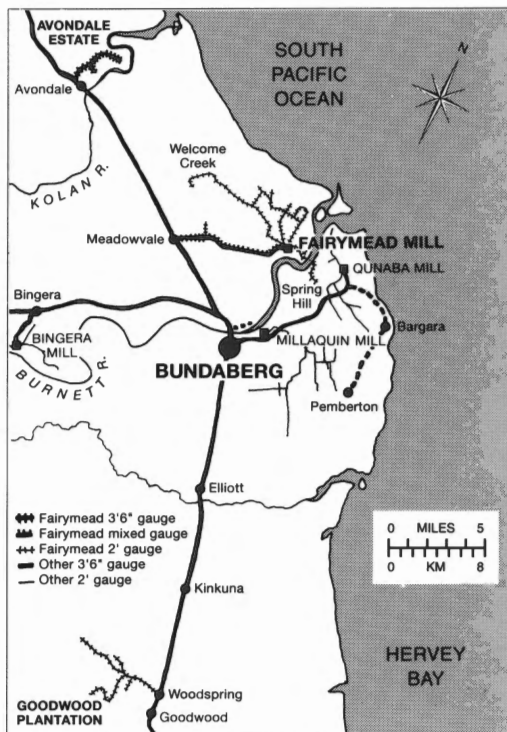 AVONDALE
ESTATE
Avondale
SOUTH
PACIFIC
OCEAN
N
KOLAN R.
Welcome
Creek
Meadowvale
FAIRYMEAD MILL
QUNABA MILL
Spring
Hill
Bingera
BINGERA
MILL
BURNETT R.
MILLAQUIN MILL
Bargara
BUNDABERG
Pemberton
Elliott
Fairymead 3'6" gauge
Fairymead mixed gauge
Fairymead 2' gauge
Other 3'6" gauge
Other 2' gauge
0 MILES 5
0 KM 8
Kinkuna
HERVEY
BAY
Woodspring
GOODWOOD
PLANTATION
Goodwood